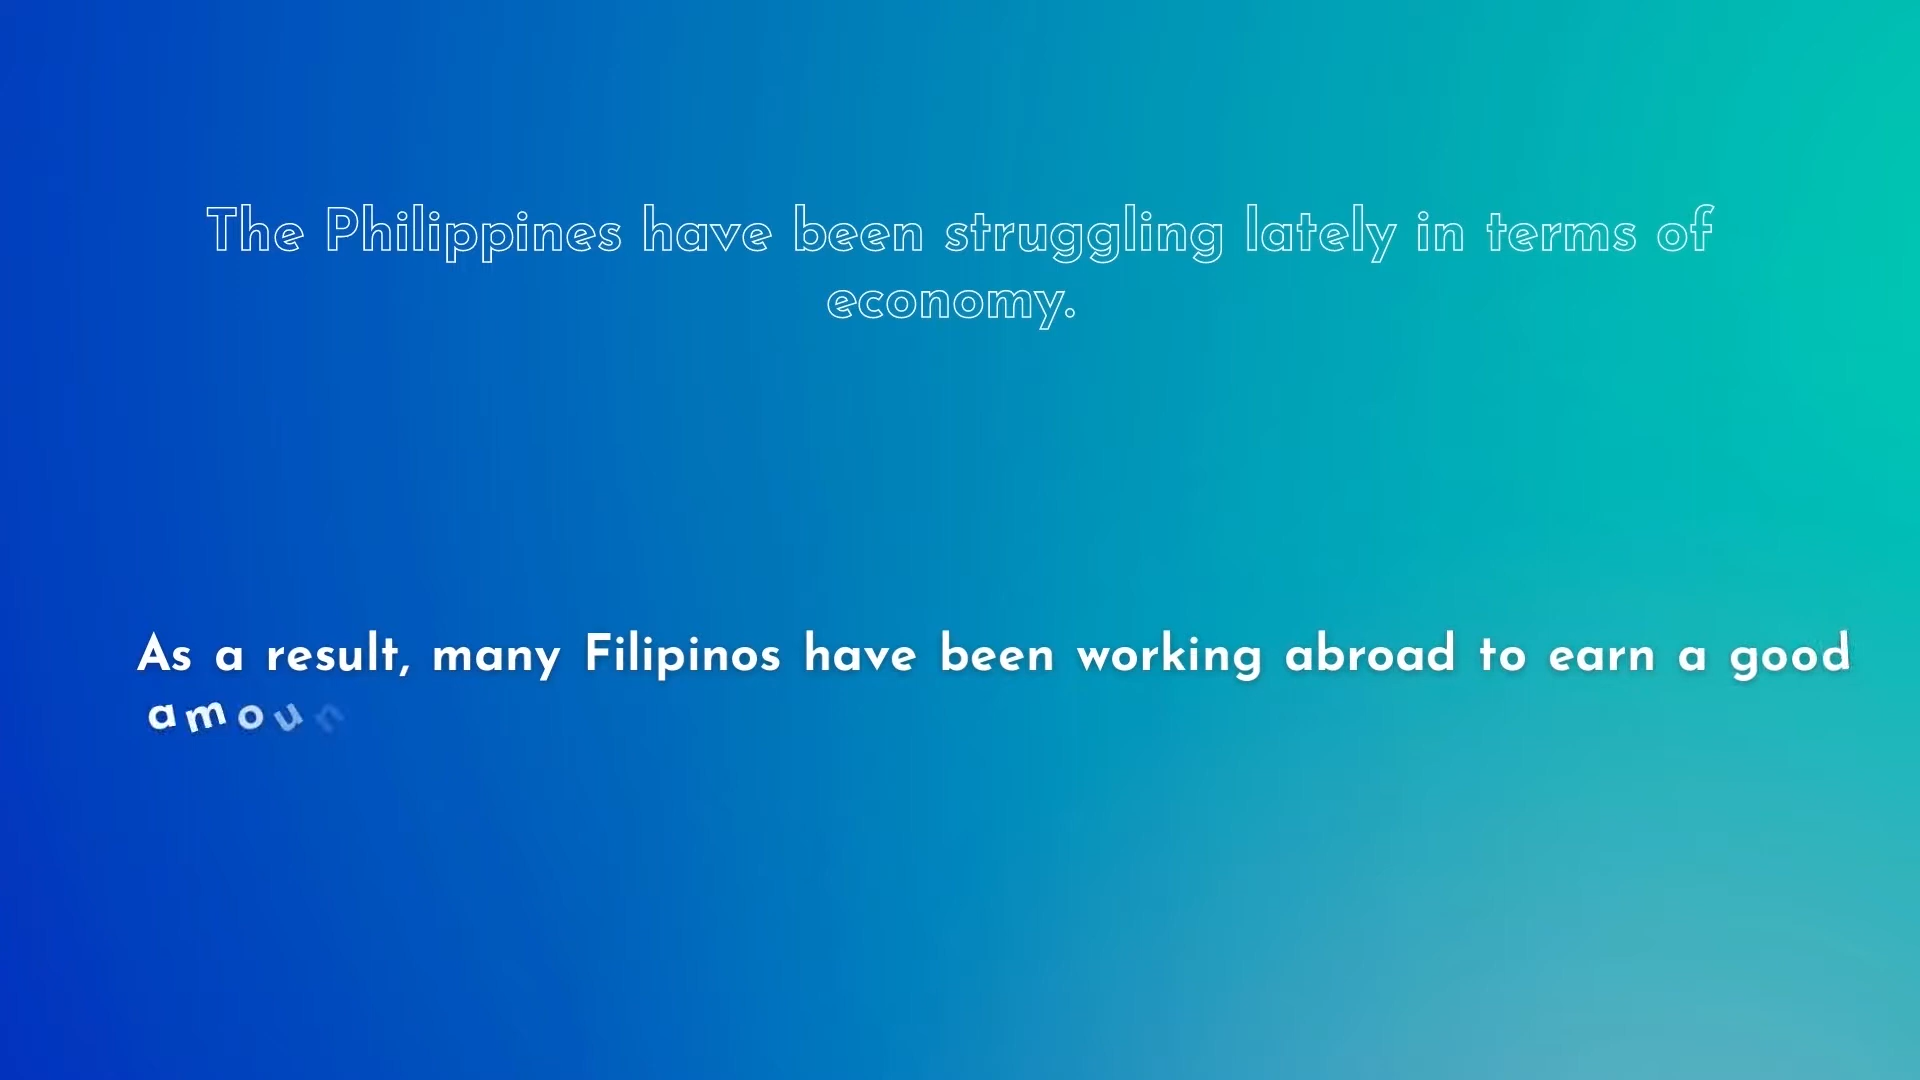 The Philippines have been struggling lately in terms of
economy.
As a result, many Filipinos have been working abroad to earn a good
amoun